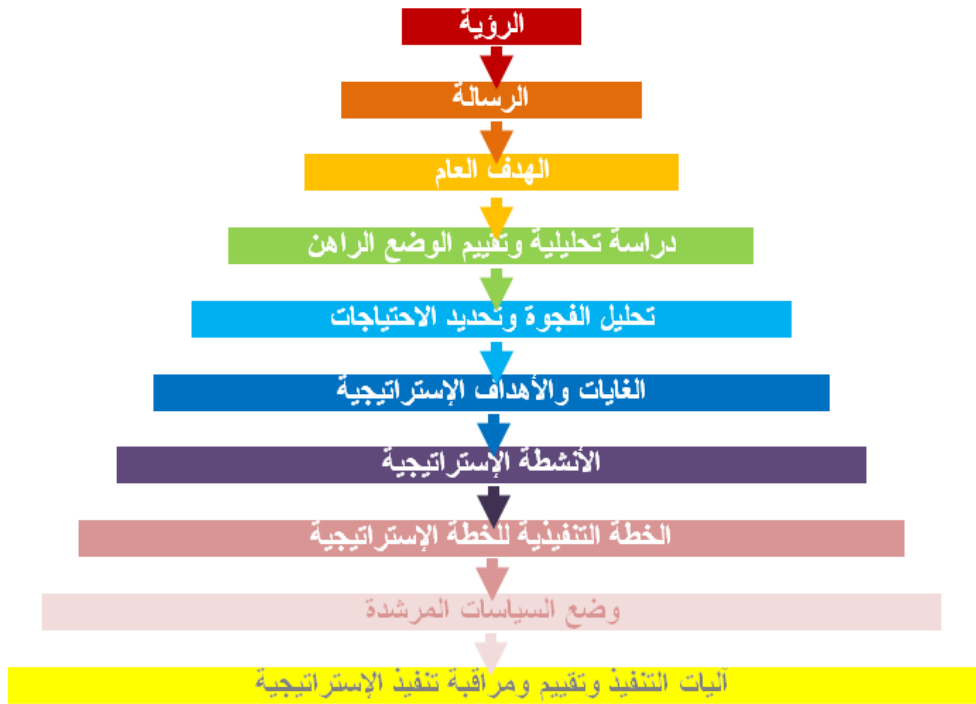 الرؤية
الرسالة
الهدف العام
دراسة تحليلية وتقييم الوضع الراهن
تحليل الفجوة وتحديد الاحتياجات
الغايات والأهداف الإستراتيجية
الأنشطة الإستراتيجية
الخطة التنفيذية للخطة الإستراتيجية
وضع السياسات المرشدة
آليات التنفيذ وتقييم ومراقبة تنفيذ الإستراتيجية